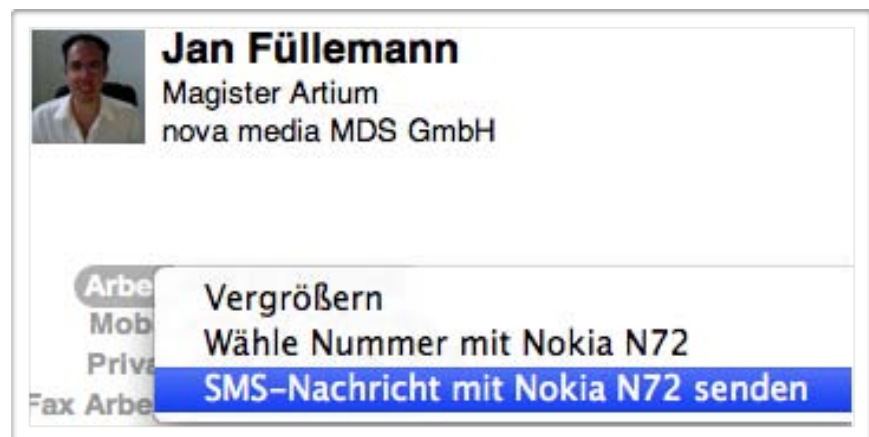 Jan Füllemann
Magister Artium
nova media MDS GmbH
Arbe
Vergrößern
Mob
Wähle Nummer mit Nokia N72
Priva
SMS-Nachricht mit Nokia N72 senden
Fax Arbe